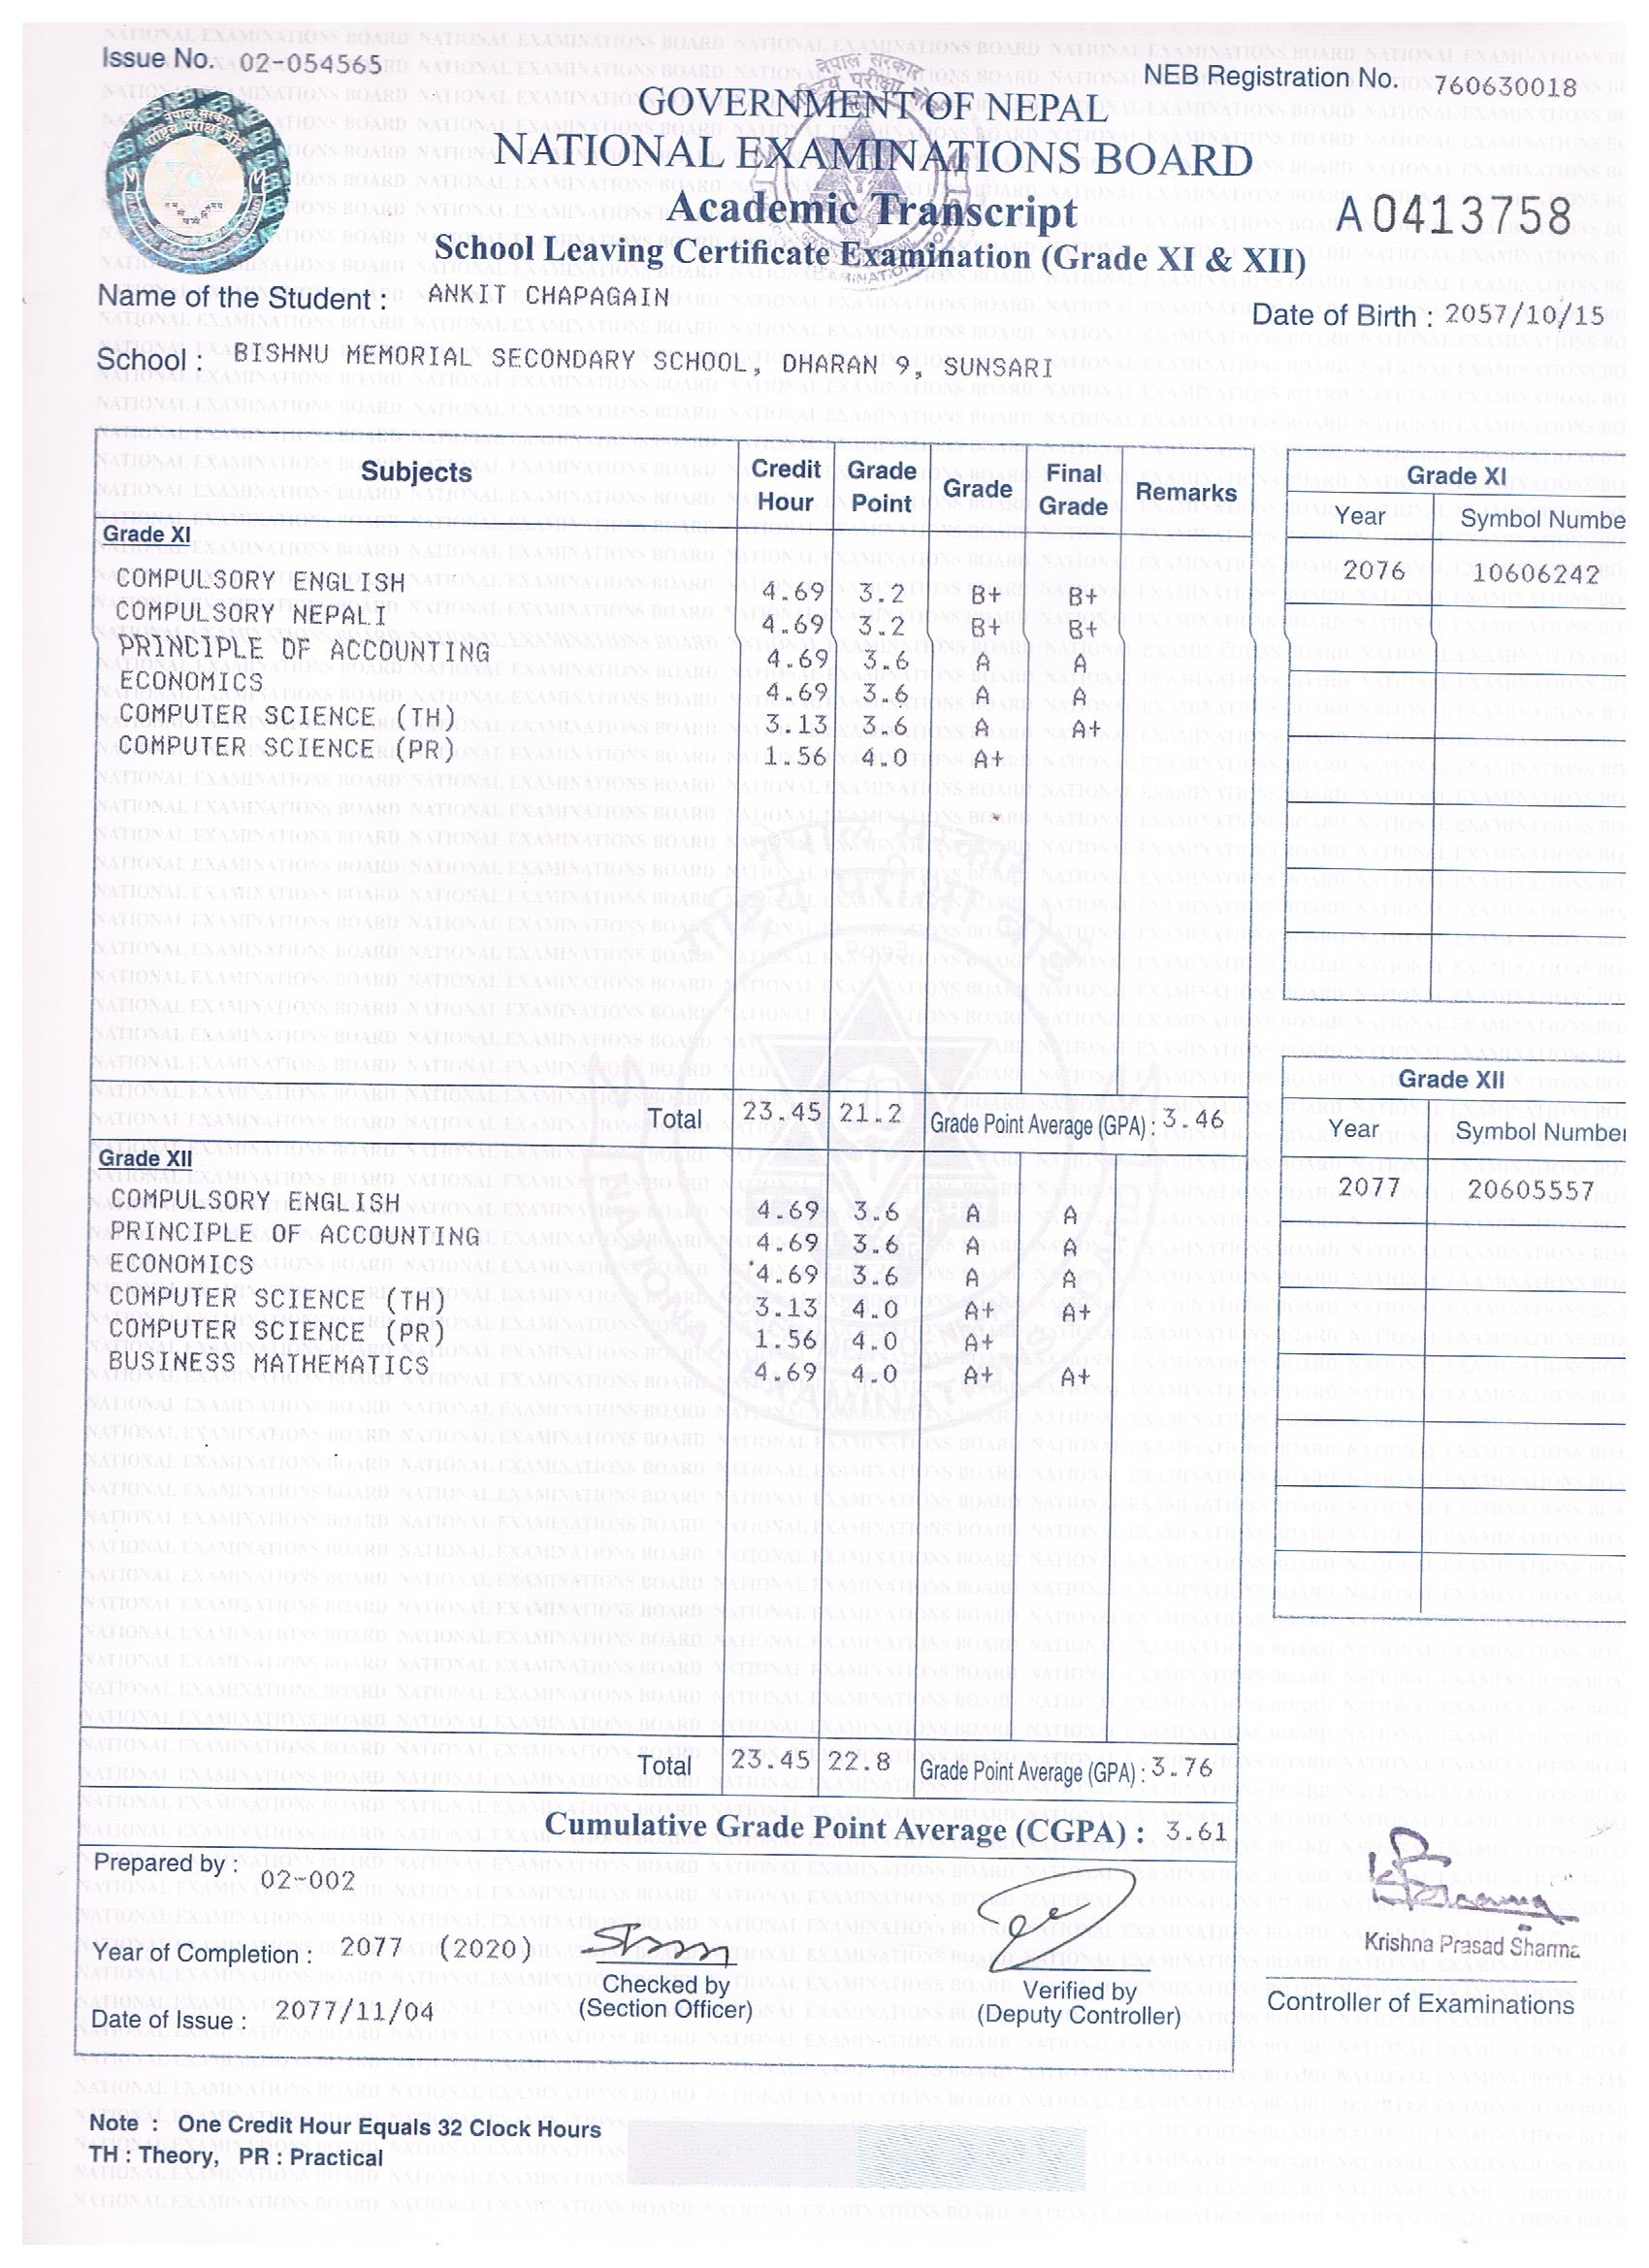 Issue No. 02-054565
NEB Registration No. 760630018
नेपाल सरकार
GOVERNMENT OF NEPAL
NATIONAL EXAMINATIONS BOARD
Academic Transcript
A0413758
School Leaving Certificate Examination (Grade XI & XII)
Name of the Student : ANKIT CHAPAGAIN
Date of Birth : 2057/10/15
School : BISHNU MEMORIAL SECONDARY SCHOOL, DHARAN 9, SUNSARI
Subjects Credit Hour Grade Point Grade Final Grade Remarks
Grade XI
COMPULSORY ENGLISH 4.69 3.2 B+ B+
COMPULSORY NEPALI 4.69 3.2 B+ B+
PRINCIPLE OF ACCOUNTING 4.69 3.6 A A
ECONOMICS 4.69 3.6 A A
COMPUTER SCIENCE (TH) 3.13 3.6 A A+
COMPUTER SCIENCE (PR) 1.56 4.0 A+
Total 23.45 21.2 Grade Point Average (GPA) : 3.46
Grade XII
COMPULSORY ENGLISH 4.69 3.6 A A
PRINCIPLE OF ACCOUNTING 4.69 3.6 A A
ECONOMICS 4.69 3.6 A A
COMPUTER SCIENCE (TH) 3.13 4.0 A+ A+
COMPUTER SCIENCE (PR) 1.56 4.0 A+
BUSINESS MATHEMATICS 4.69 4.0 A+ A+
Total 23.45 22.8 Grade Point Average (GPA) : 3.76
Cumulative Grade Point Average (CGPA) : 3.61
Grade XI
Year Symbol Numbe
2076 10606242
Grade XII
Year Symbol Number
2077 20605557
Prepared by : 02-002
Year of Completion : 2077 (2020)
Date of Issue : 2077/11/04
Checked by
(Section Officer)
Verified by
(Deputy Controller)
Krishna Prasad Sharma
Controller of Examinations
Note : One Credit Hour Equals 32 Clock Hours
TH : Theory, PR : Practical